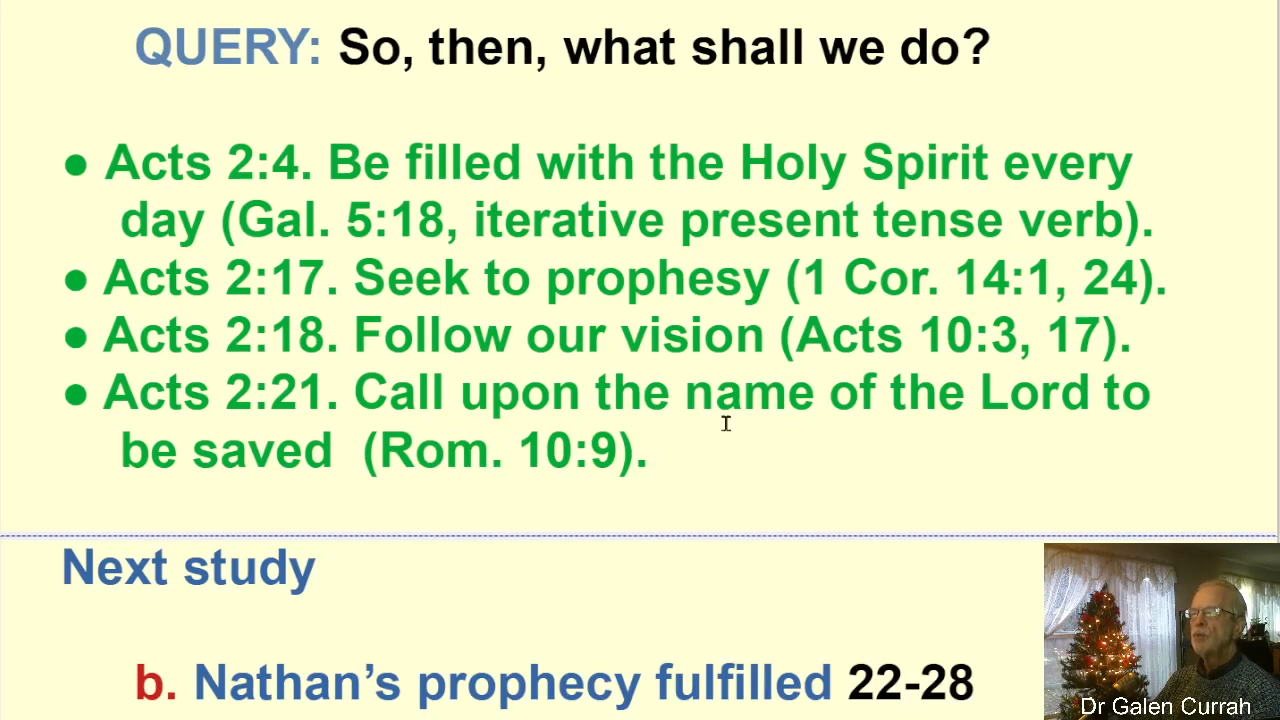 QUERY: So, then, what shall we do?
● Acts 2:4. Be filled with the Holy Spirit every
day (Gal. 5:18, iterative present tense verb).
● Acts 2:17. Seek to prophesy (1 Cor. 14:1, 24).
● Acts 2:18. Follow our vision (Acts 10:3, 17).
● Acts 2:21. Call upon the name of the Lord to
be saved  (Rom. 10:9).
Next study
b. Nathan’s prophecy fulfilled 22-28
Dr Galen Currah